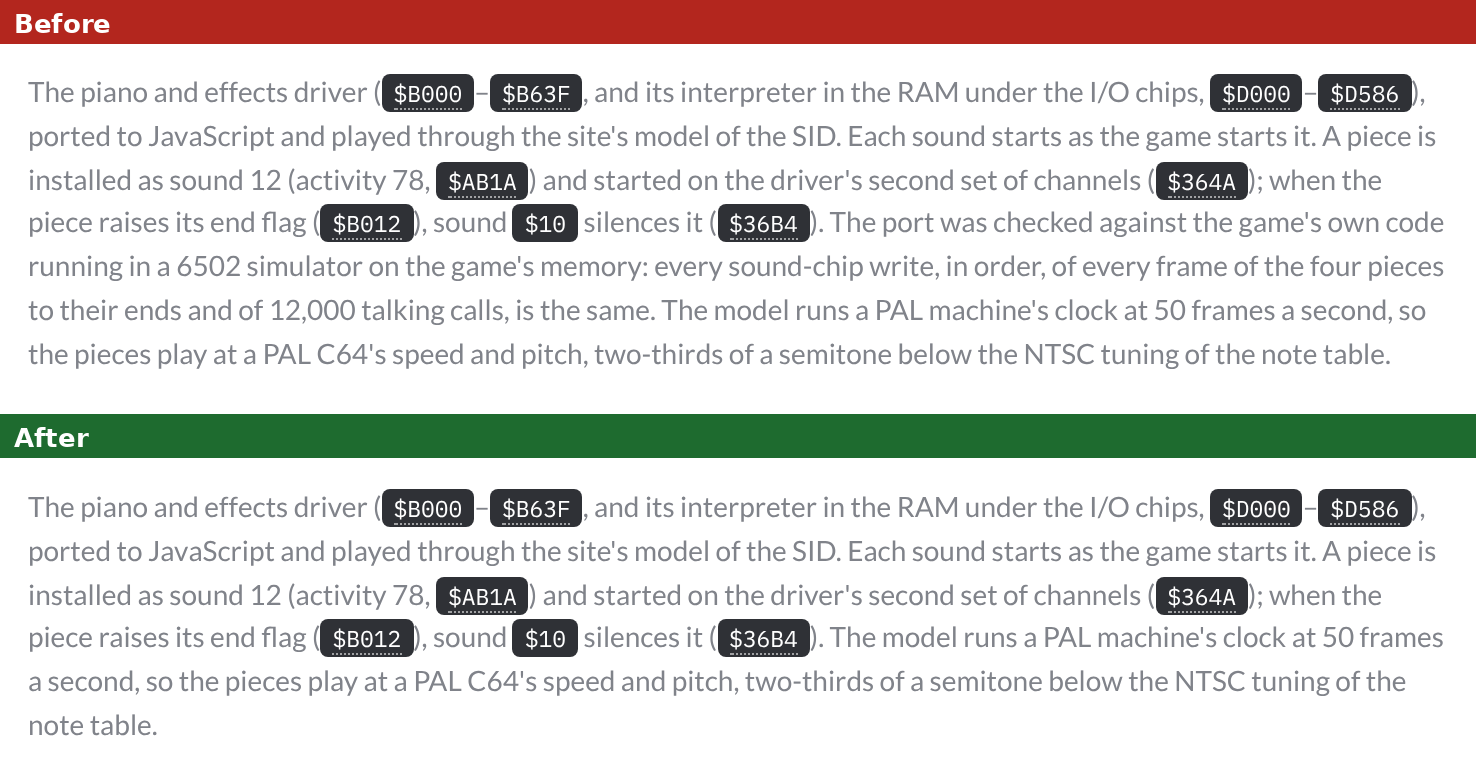 Before
The piano and effects driver ($B000–$B63F, and its interpreter in the RAM under the I/O chips, $D000–$D586),
ported to JavaScript and played through the site's model of the SID. Each sound starts as the game starts it. A piece is
installed as sound 12 (activity 78, $AB1A) and started on the driver's second set of channels ($364A); when the
piece raises its end flag ($B012), sound $10 silences it ($36B4). The port was checked against the game's own code
running in a 6502 simulator on the game's memory: every sound-chip write, in order, of every frame of the four pieces
to their ends and of 12,000 talking calls, is the same. The model runs a PAL machine's clock at 50 frames a second, so
the pieces play at a PAL C64's speed and pitch, two-thirds of a semitone below the NTSC tuning of the note table.
After
The piano and effects driver ($B000–$B63F, and its interpreter in the RAM under the I/O chips, $D000–$D586),
ported to JavaScript and played through the site's model of the SID. Each sound starts as the game starts it. A piece is
installed as sound 12 (activity 78, $AB1A) and started on the driver's second set of channels ($364A); when the
piece raises its end flag ($B012), sound $10 silences it ($36B4). The model runs a PAL machine's clock at 50 frames
a second, so the pieces play at a PAL C64's speed and pitch, two-thirds of a semitone below the NTSC tuning of the
note table.